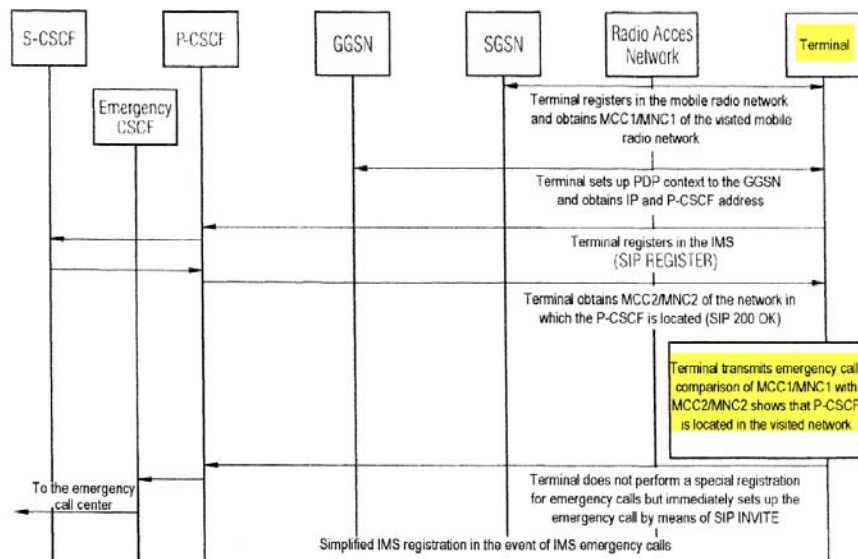 S-CSCF
P-CSCF
GGSN
SGSN
Radio Acces
Network
Terminal
Emergency
CSCF
Terminal registers in the mobile radio network
and obtains MCC1/MNC1 of the visited mobile
radio network
Terminal sets up PDP context to the GGSN
and obtains IP and P-CSCF address
Terminal registers in the IMS
(SIP REGISTER)
Terminal obtains MCC2/MNC2 of the network in
which the P-CSCF is located (SIP 200 OK)
Terminal transmits emergency call
comparison of MCC1/MNC1 with
MCC2/MNC2 shows that P-CSCF
is located in the visited network
To the emergency
call center
Terminal does not perform a special registration
for emergency calls but immediately sets up the
emergency call by means of SIP INVITE
Simplified IMS registration in the event of IMS emergency calls